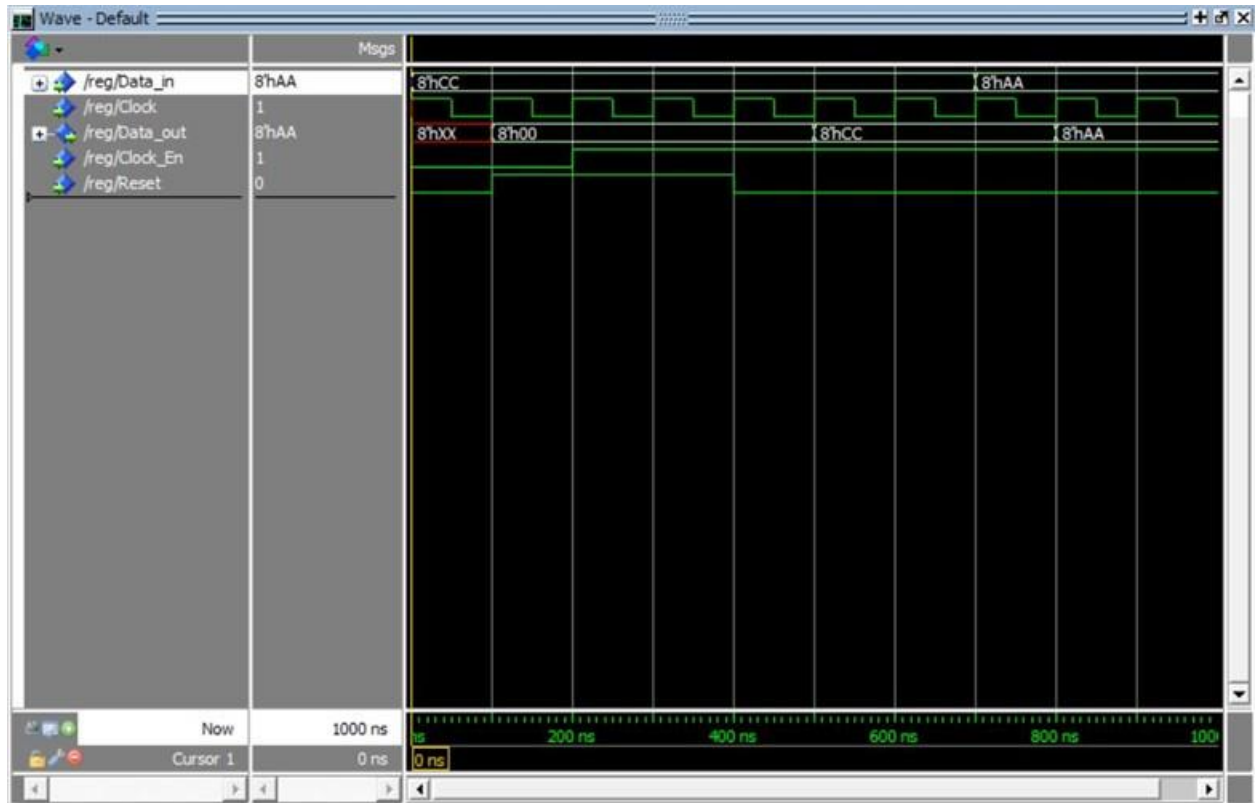 Wave - Default
Msgs
/reg/Data_in 8'hAA 8'hCC 8'hAA
/reg/Clock 1
/reg/Data_out 8'hAA 8'hXX 8'h00 8'hCC 8'hAA
/reg/Clock_En 1
/reg/Reset 0
Now 1000 ns ns 200 ns 400 ns 600 ns 800 ns 100
Cursor 1 0 ns 0 ns